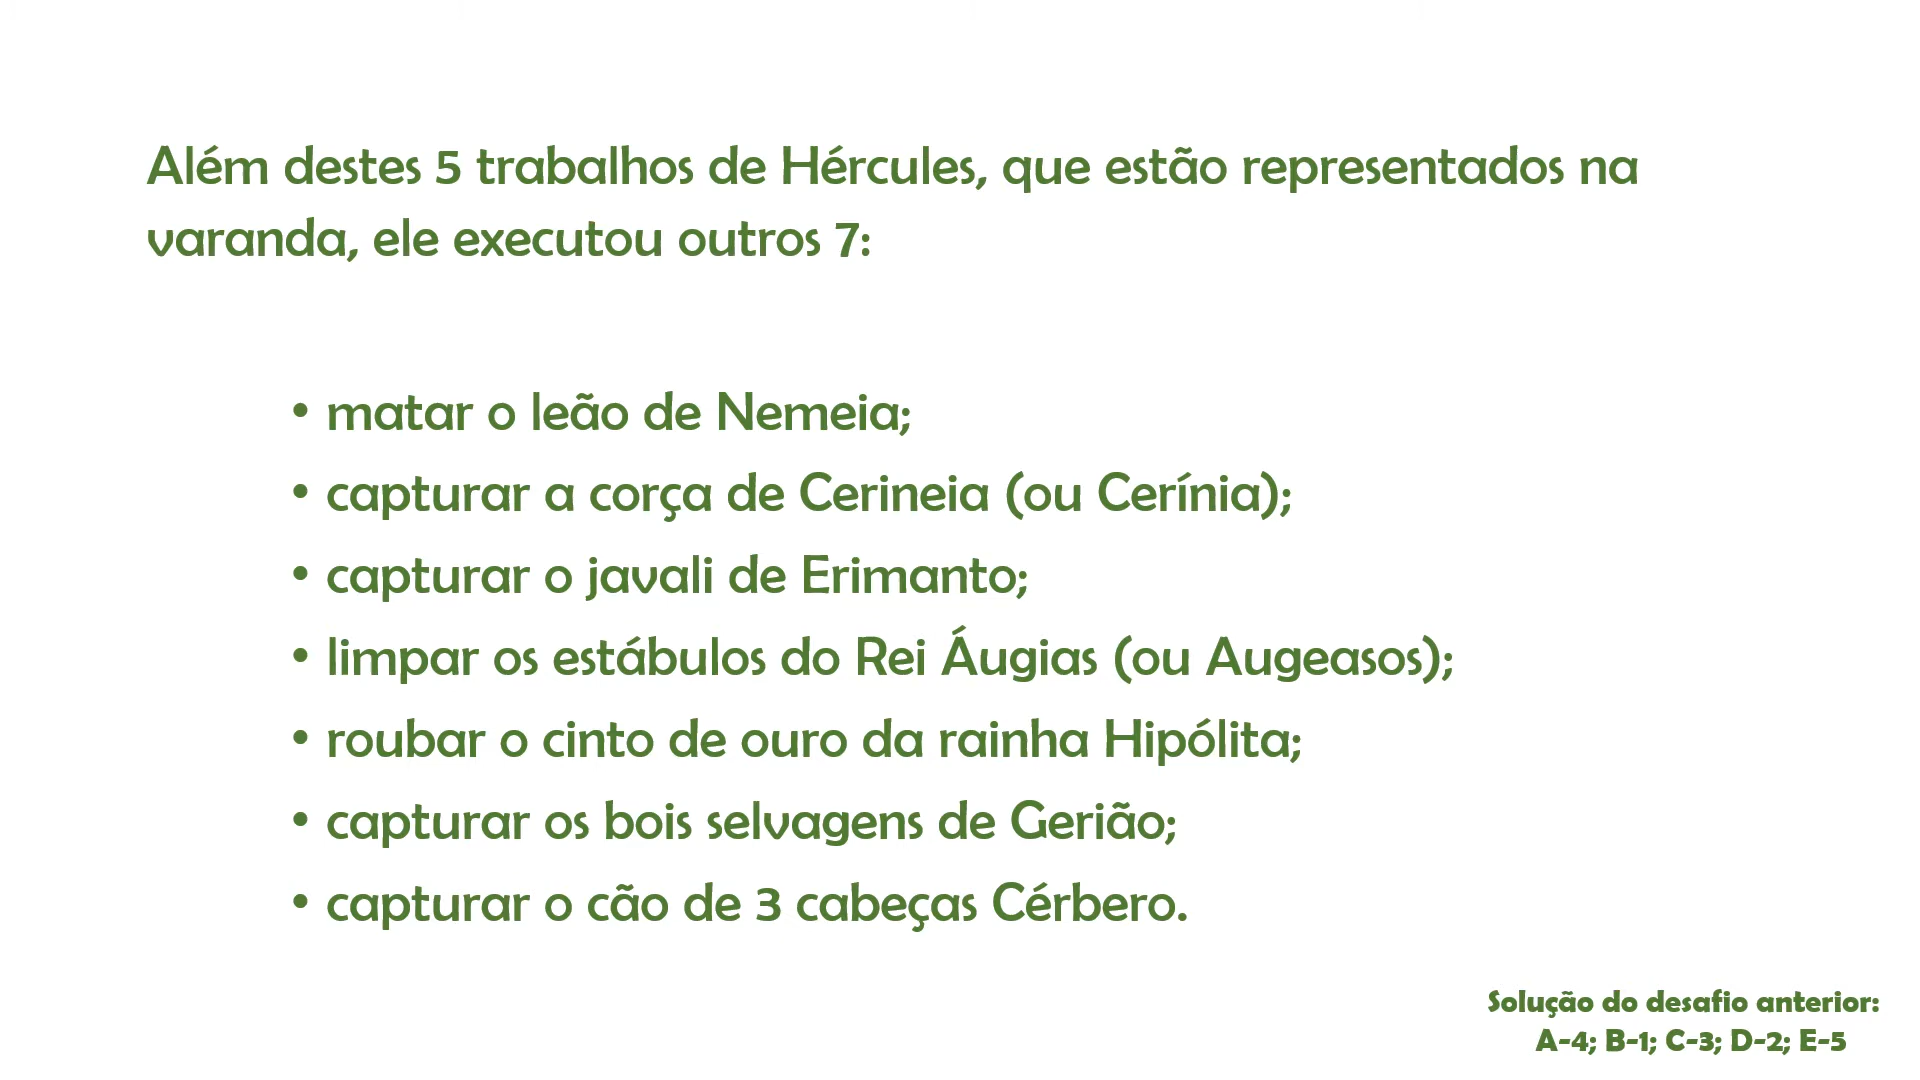 Além destes 5 trabalhos de Hércules, que estão representados na
varanda, ele executou outros 7:
• matar o leão de Nemeia;
• capturar a corça de Cerineia (ou Cerínia);
• capturar o javali de Erimanto;
• limpar os estábulos do Rei Áugias (ou Augeasos);
• roubar o cinto de ouro da rainha Hipólita;
• capturar os bois selvagens de Gerião;
• capturar o cão de 3 cabeças Cérbero.
Solução do desafio anterior:
A-4; B-1; C-3; D-2; E-5